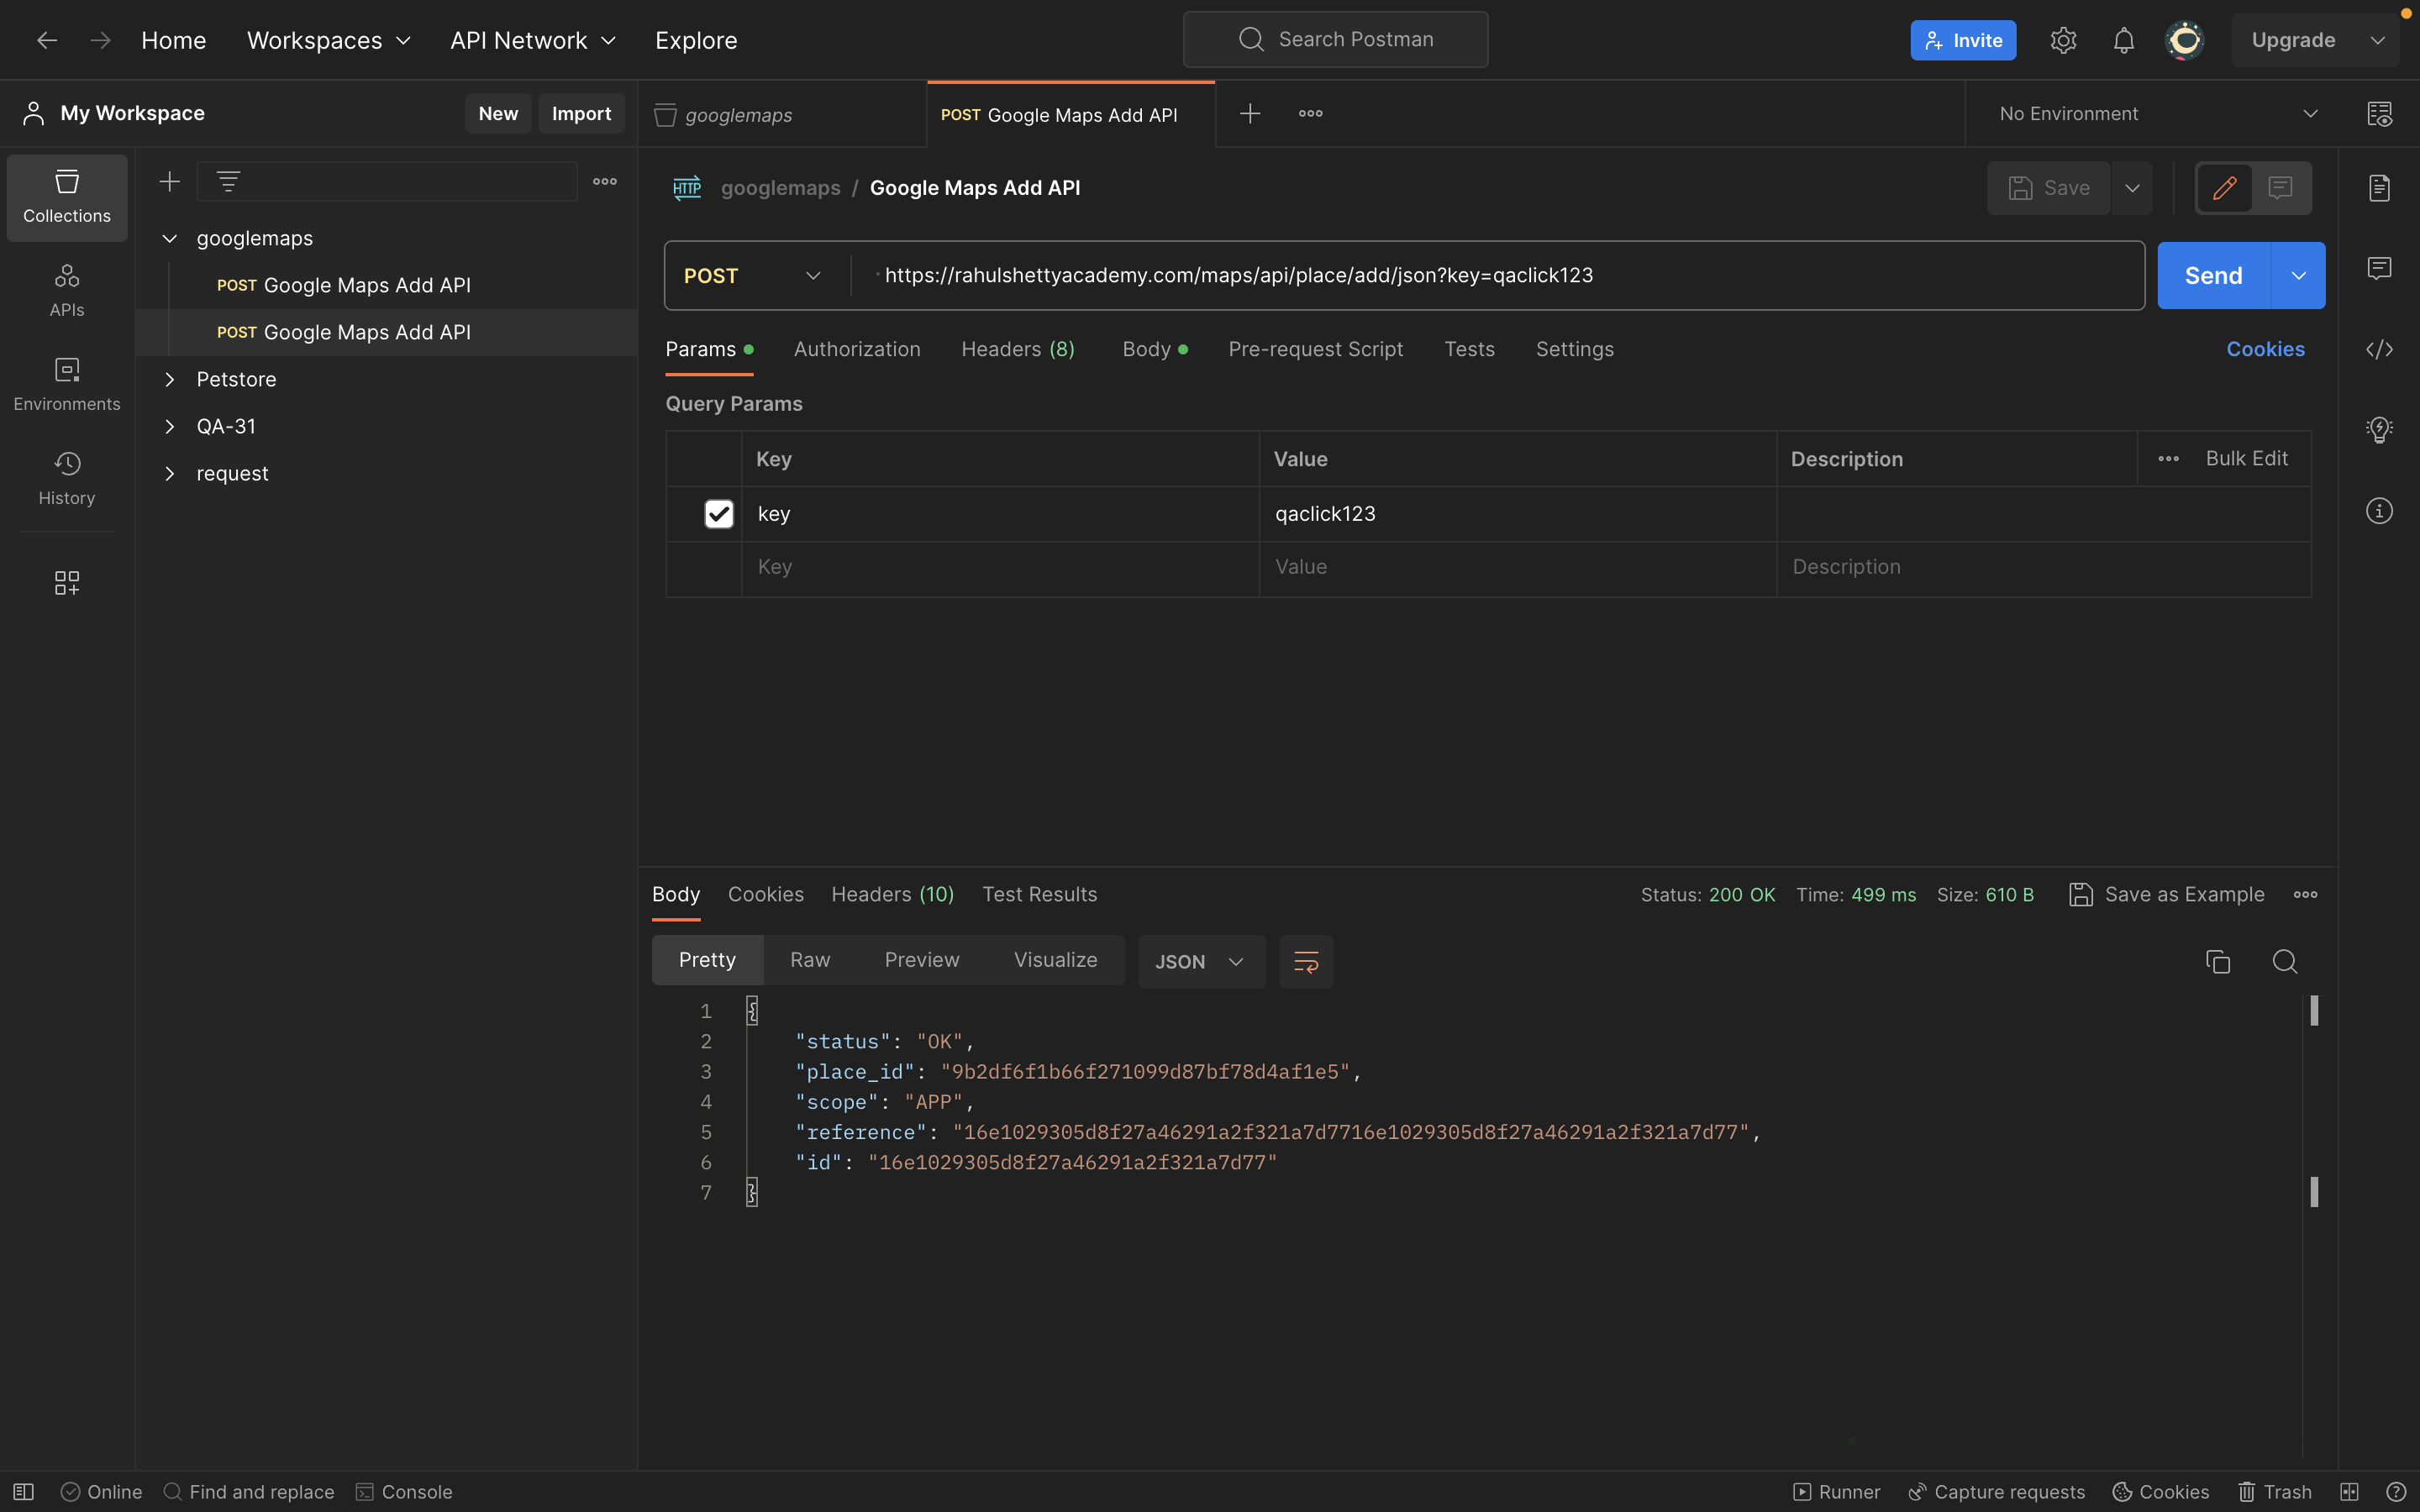 Home Workspaces API Network Explore Search Postman Invite Upgrade
My Workspace New Import
googlemaps POST Google Maps Add API No Environment
Collections
APIs
Environments
History
googlemaps
POST Google Maps Add API
POST Google Maps Add API
Petstore
QA-31
request
HTTP googlemaps / Google Maps Add API Save
POST https://rahulshettyacademy.com/maps/api/place/add/json?key=qaclick123 Send
Params Authorization Headers (8) Body Pre-request Script Tests Settings Cookies
Query Params
Key Value Description Bulk Edit
key qaclick123
Key Value Description
Body Cookies Headers (10) Test Results Status: 200 OK Time: 499 ms Size: 610 B Save as Example
Pretty Raw Preview Visualize JSON
1 {
2 "status": "OK",
3 "place_id": "9b2df6f1b66f271099d87bf78d4af1e5",
4 "scope": "APP",
5 "reference": "16e1029305d8f27a46291a2f321a7d7716e1029305d8f27a46291a2f321a7d77",
6 "id": "16e1029305d8f27a46291a2f321a7d77"
7 }
Online Find and replace Console Runner Capture requests Cookies Trash